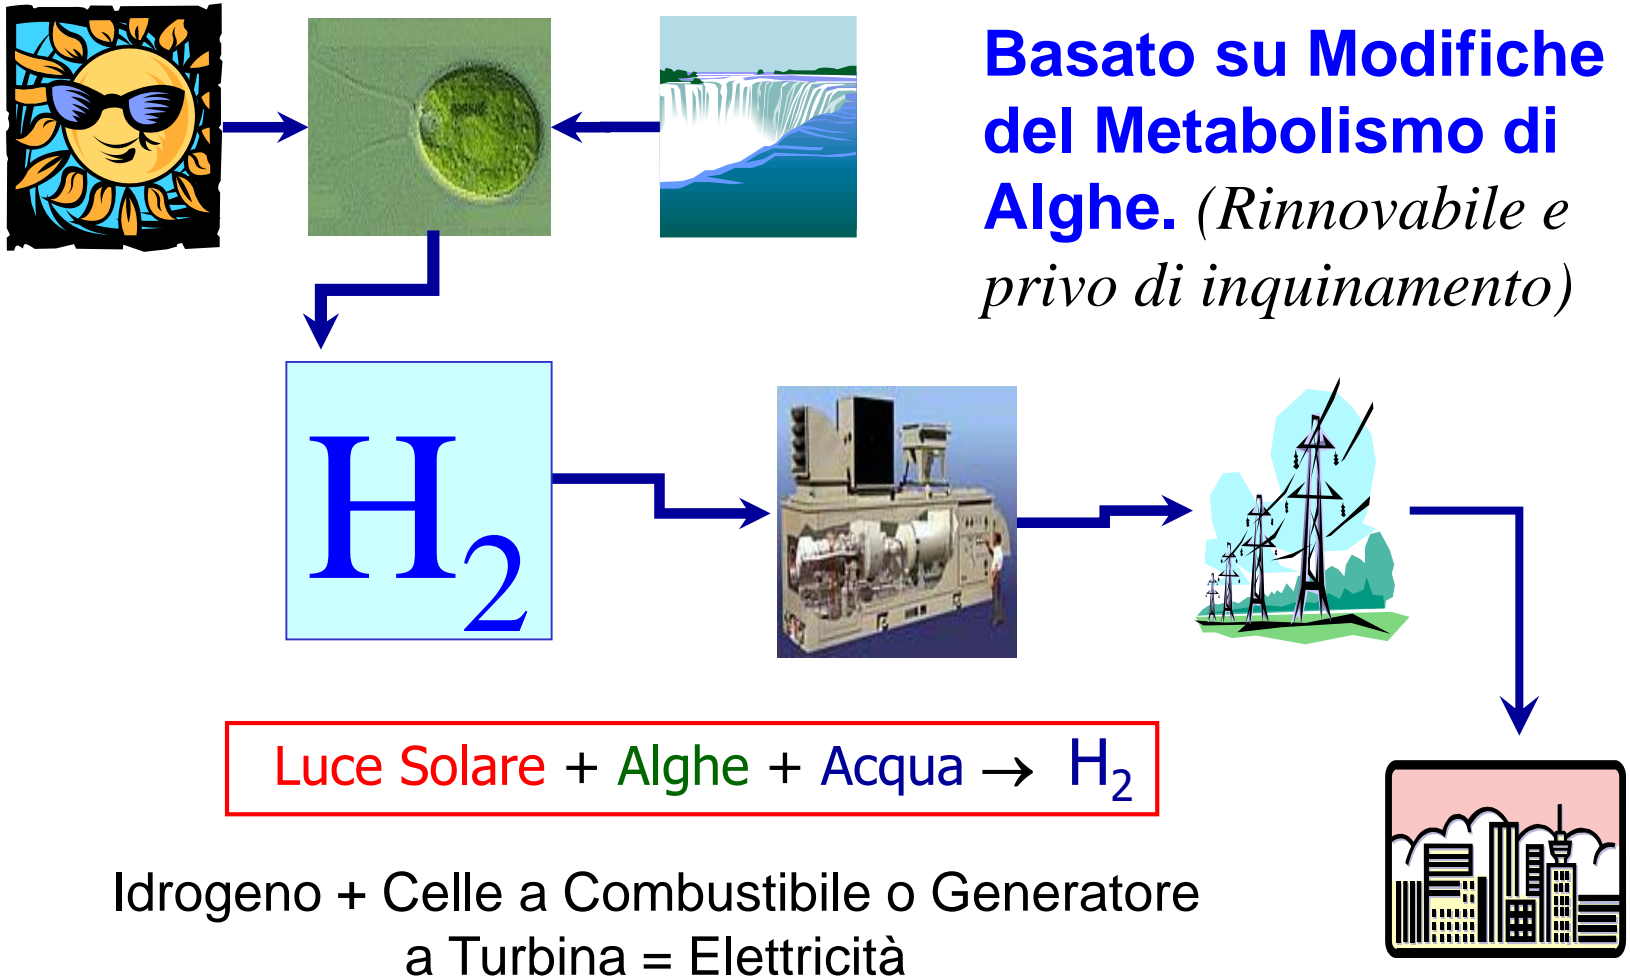 Basato su Modifiche
del Metabolismo di
Alghe. (Rinnovabile e
privo di inquinamento)
H₂
Luce Solare + Alghe + Acqua → H₂
Idrogeno + Celle a Combustibile o Generatore
a Turbina = Elettricità